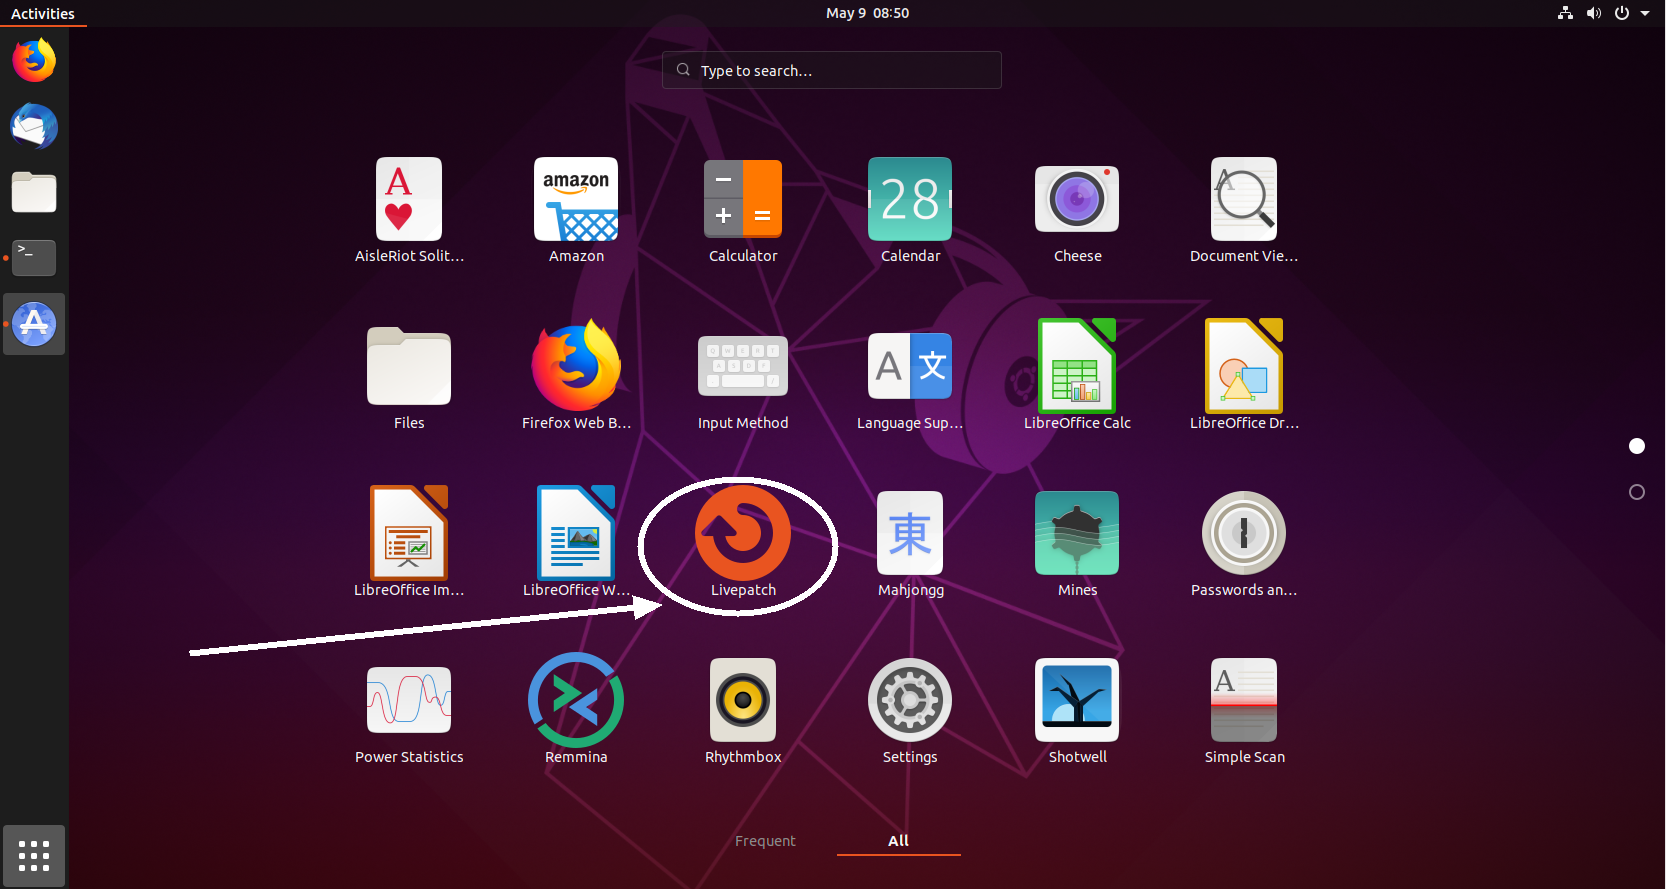 Activities
May 9 08:50
Type to search...
A
amazon
− + =
28
A
AisleRiot Solit...
Amazon
Calculator
Calendar
Cheese
Document Vie...
A 文
Files
Firefox Web B...
Input Method
Language Sup...
LibreOffice Calc
LibreOffice Dr...
東
LibreOffice Im...
LibreOffice W...
Livepatch
Mahjongg
Mines
Passwords an...
A
Power Statistics
Remmina
Rhythmbox
Settings
Shotwell
Simple Scan
Frequent
All